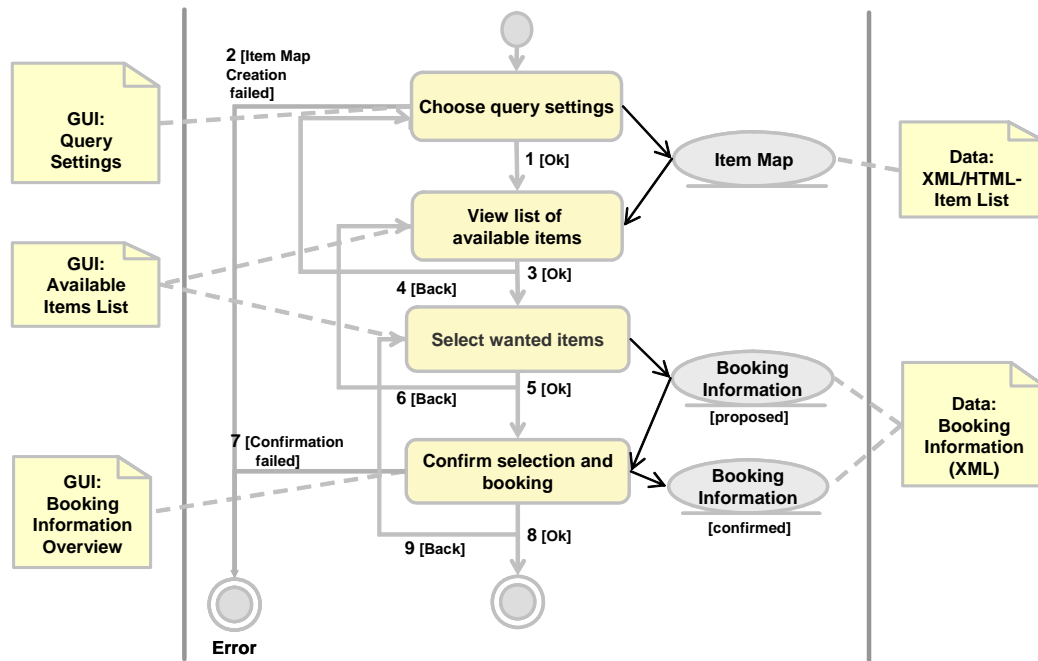 2 [Item Map
Creation
failed]
GUI:
Query
Settings
Choose query settings
1 [Ok]
Item Map
Data:
XML/HTML-
Item List
View list of
available items
GUI:
Available
Items List
3 [Ok]
4 [Back]
Select wanted items
Booking
Information
[proposed]
5 [Ok]
6 [Back]
Data:
Booking
Information
(XML)
7 [Confirmation
failed]
Confirm selection and
booking
Booking
Information
[confirmed]
GUI:
Booking
Information
Overview
8 [Ok]
9 [Back]
Error